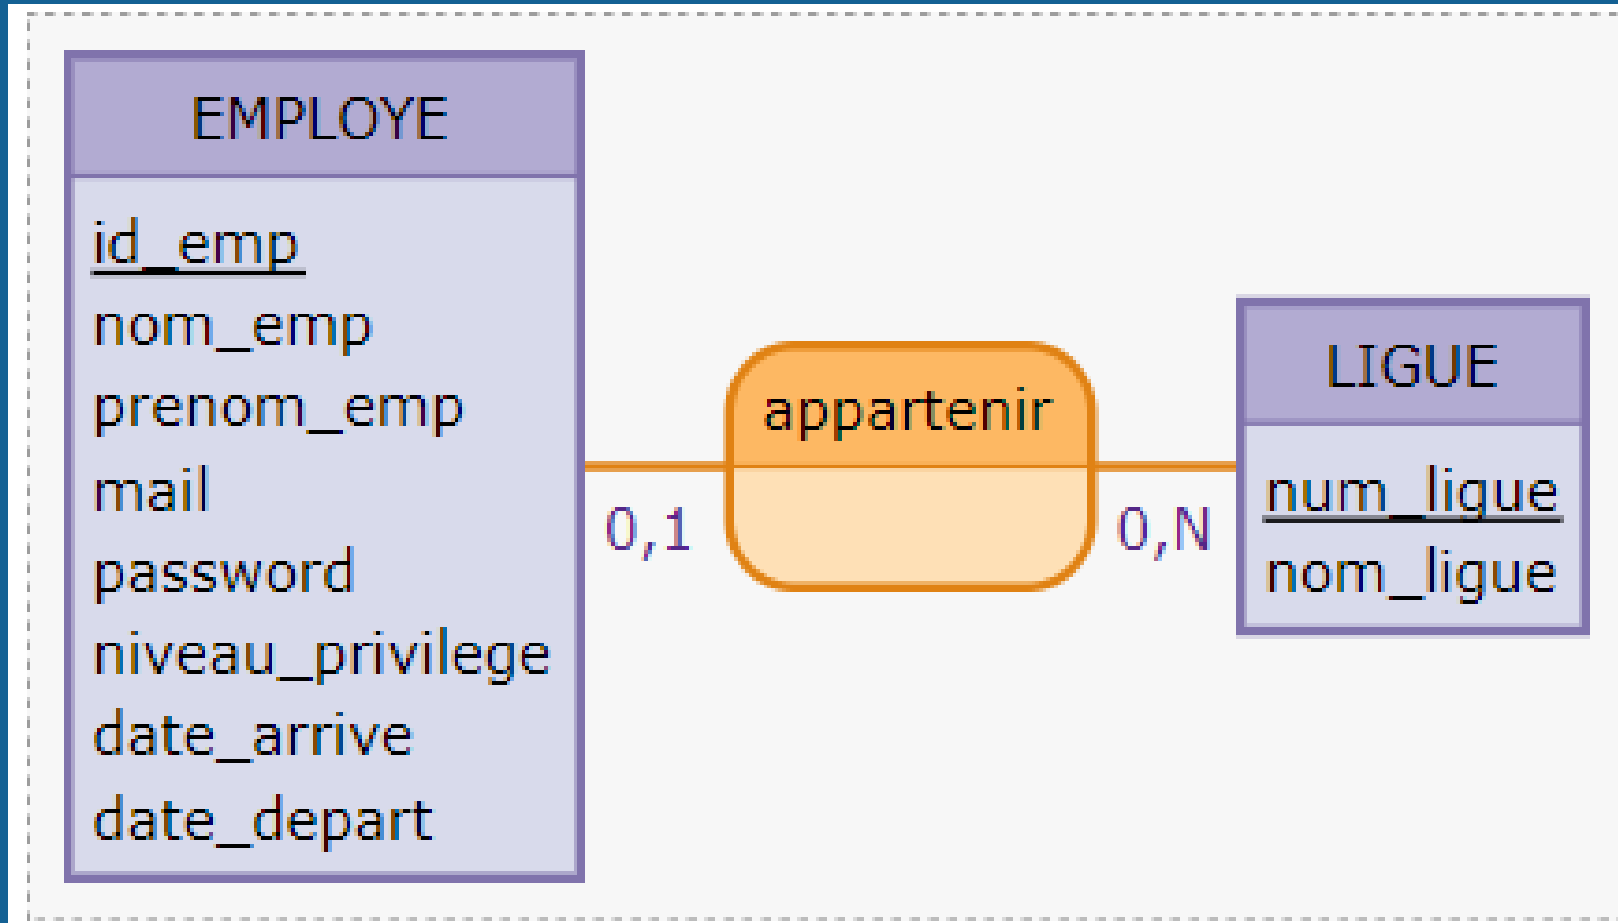 EMPLOYE
id_emp
nom_emp
prenom_emp
mail
password
niveau_privilege
date_arrive
date_depart
0,1
appartenir
0,N
LIGUE
num_ligue
nom_ligue